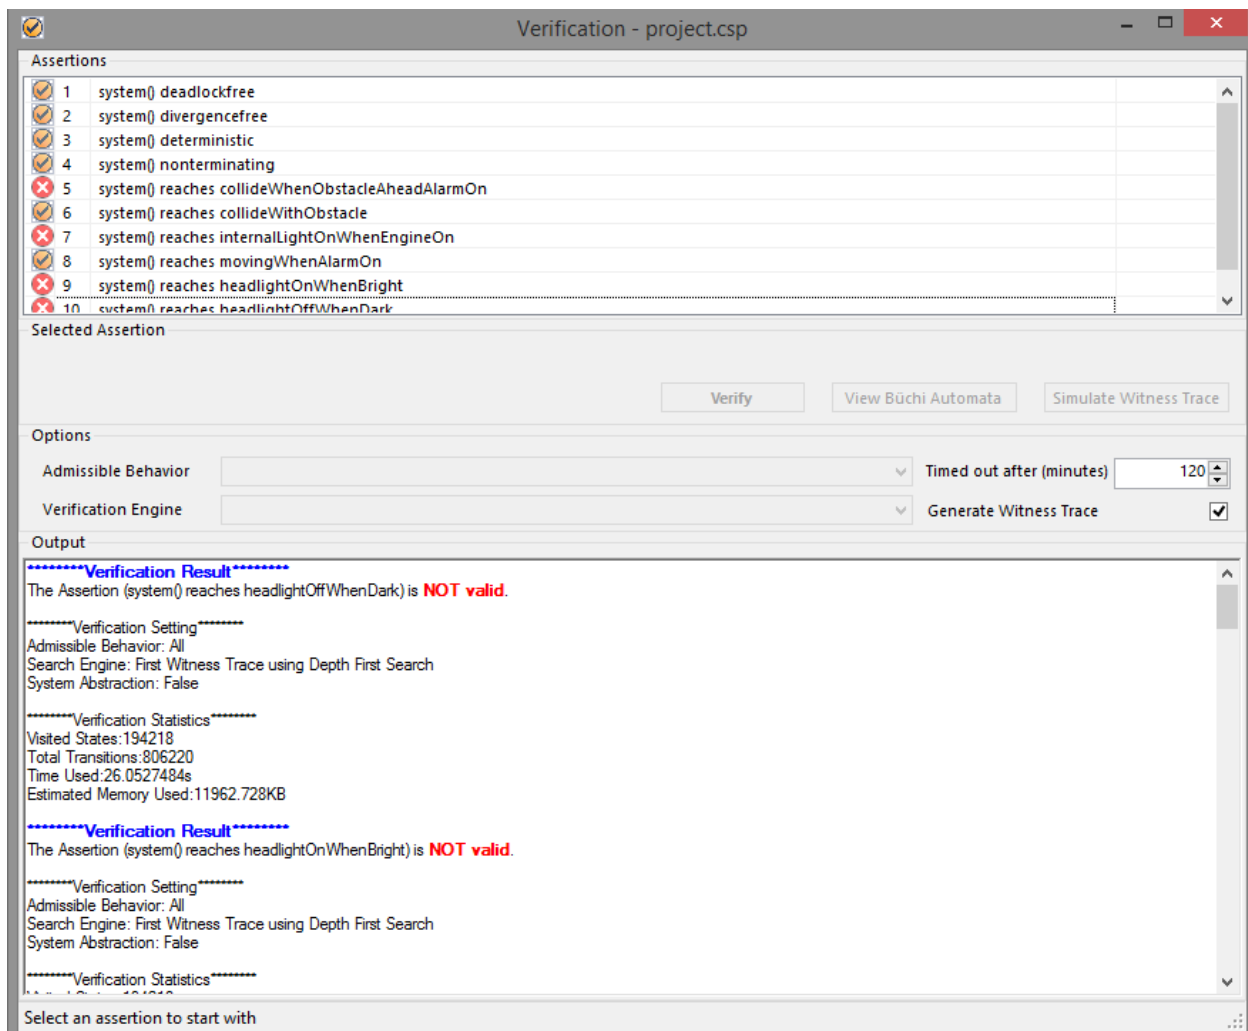 Verification - project.csp
Assertions
1 system() deadlockfree
2 system() divergencefree
3 system() deterministic
4 system() nonterminating
5 system() reaches collideWhenObstacleAheadAlarmOn
6 system() reaches collideWithObstacle
7 system() reaches internalLightOnWhenEngineOn
8 system() reaches movingWhenAlarmOn
9 system() reaches headlightOnWhenBright
10 system() reaches headlightOffWhenDark
Selected Assertion
Verify View Büchi Automata Simulate Witness Trace
Options
Admissible Behavior Timed out after (minutes) 120
Verification Engine Generate Witness Trace
Output
********Verification Result********
The Assertion (system() reaches headlightOffWhenDark) is NOT valid.
********Verification Setting********
Admissible Behavior: All
Search Engine: First Witness Trace using Depth First Search
System Abstraction: False
********Verification Statistics********
Visited States:194218
Total Transitions:806220
Time Used:26.0527484s
Estimated Memory Used:11962.728KB
********Verification Result********
The Assertion (system() reaches headlightOnWhenBright) is NOT valid.
********Verification Setting********
Admissible Behavior: All
Search Engine: First Witness Trace using Depth First Search
System Abstraction: False
********Verification Statistics********
Select an assertion to start with